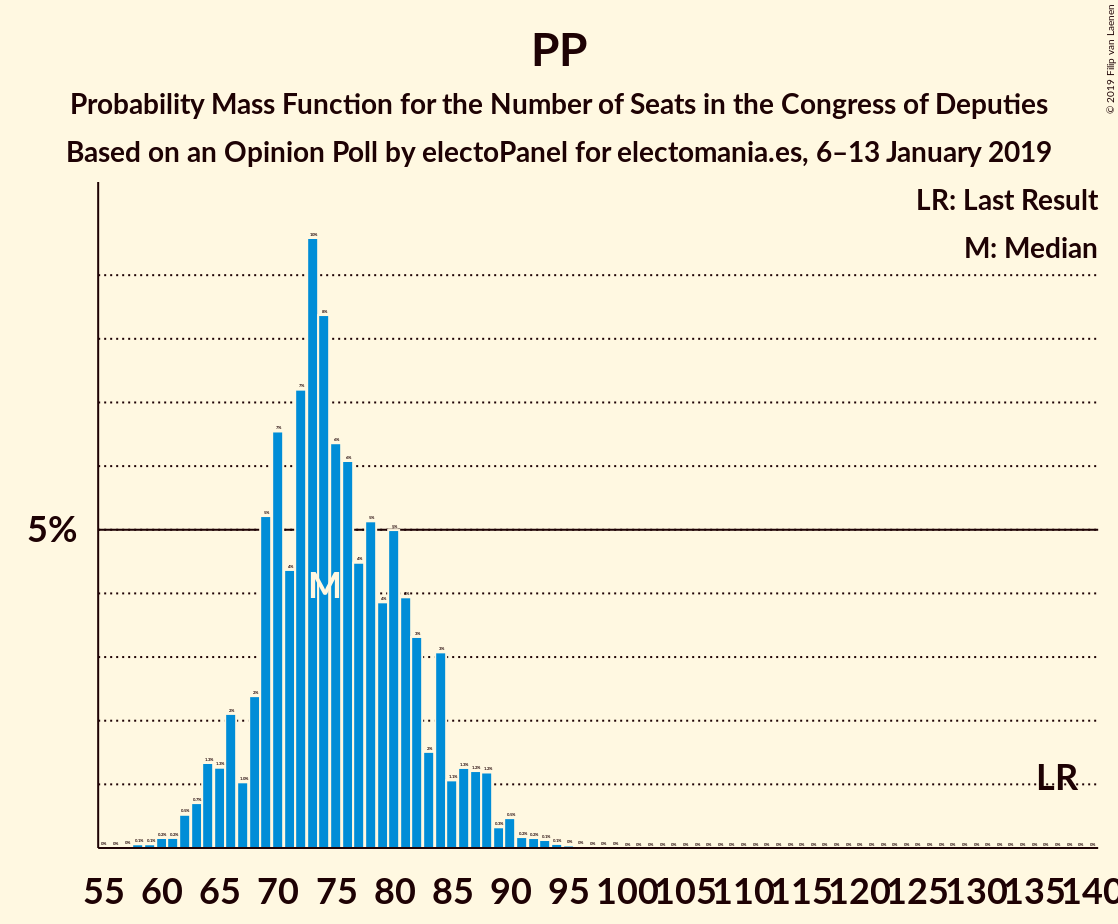 PP
Probability Mass Function for the Number of Seats in the Congress of Deputies
Based on an Opinion Poll by electoPanel for electomania.es, 6–13 January 2019
© 2019 Filip van Laenen
LR: Last Result
M: Median
5%
M
LR
55 60 65 70 75 80 85 90 95 100 105 110 115 120 125 130 135 140